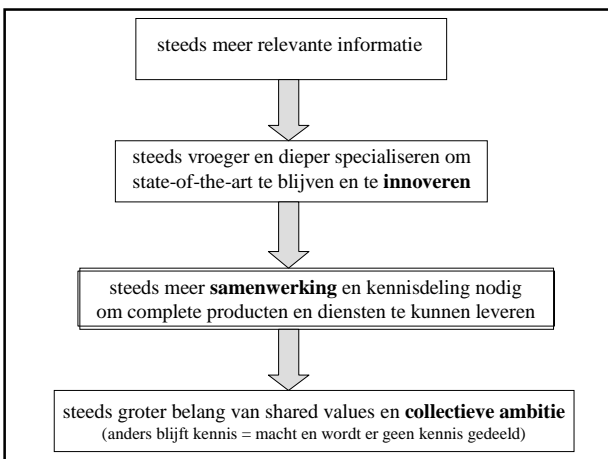 steeds meer relevante informatie
steeds vroeger en dieper specialiseren om
state-of-the-art te blijven en te innoveren
steeds meer samenwerking en kennisdeling nodig
om complete producten en diensten te kunnen leveren
steeds groter belang van shared values en collectieve ambitie
(anders blijft kennis = macht en wordt er geen kennis gedeeld)